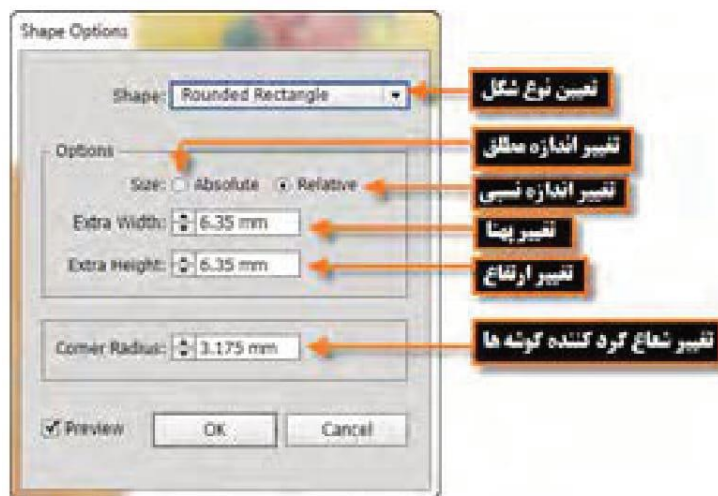 Shape Options
Shape: Rounded Rectangle
تعیین نوع شکل
Options
تغییر اندازه مطلق
Size: Absolute Relative
تغییر اندازه نسبی
Extra Width: 6.35 mm
تغییر پهنا
Extra Height: 6.35 mm
تغییر ارتفاع
Corner Radius: 3.175 mm
تغییر شعاع گرد کننده گوشه ها
Preview OK Cancel